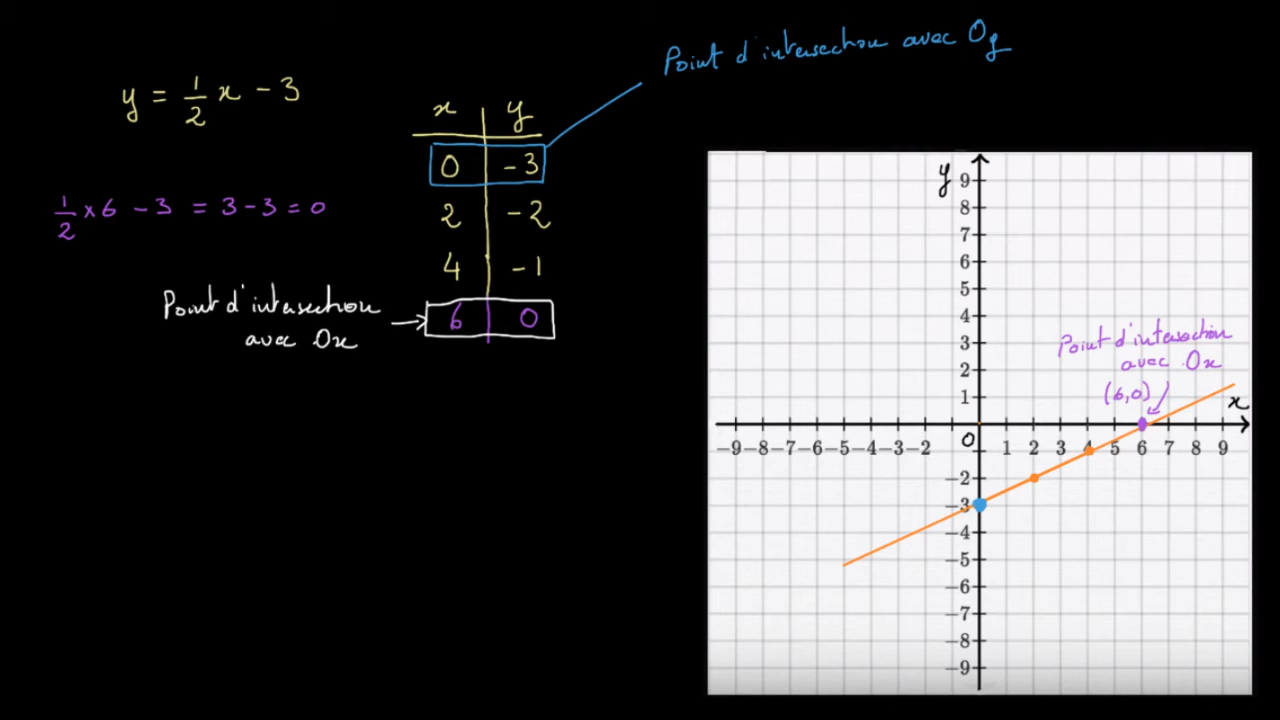 Point d'intersection avec Oy
y = 1/2 x - 3
x y
0 -3
1/2 × 6 - 3 = 3 - 3 = 0
2 -2
4 -1
Point d'intersection
avec Ox
6 0
y
9
8
7
6
5
4
3
2
1
Point d'intersection
avec Ox
(6,0)
x
O
-9 -8 -7 -6 -5 -4 -3 -2 1 2 3 4 5 6 7 8 9
-2
-3
-4
-5
-6
-7
-8
-9